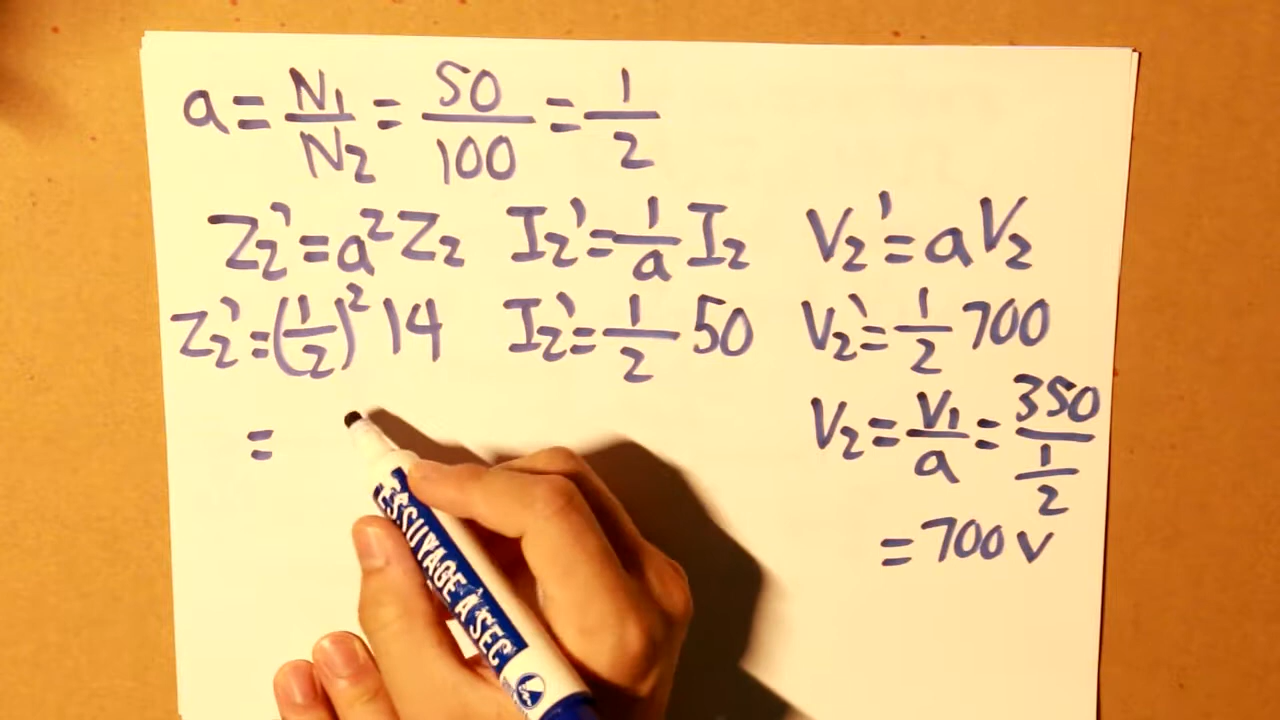 a = N1/N2 = 50/100 = 1/2
Z2' = a²Z2 I2' = 1/a I2 V2' = aV2
Z2' = (1/2)² 14 I2' = 1/2 50 V2' = 1/2 700
= V2 = V1/a = 350/(1/2)
= 700 v
ESSUYAGE À SEC